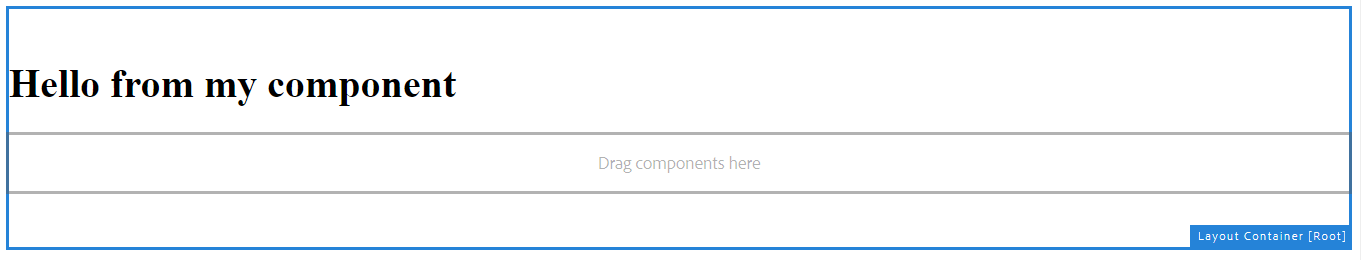 Hello from my component
Drag components here
Layout Container [Root]